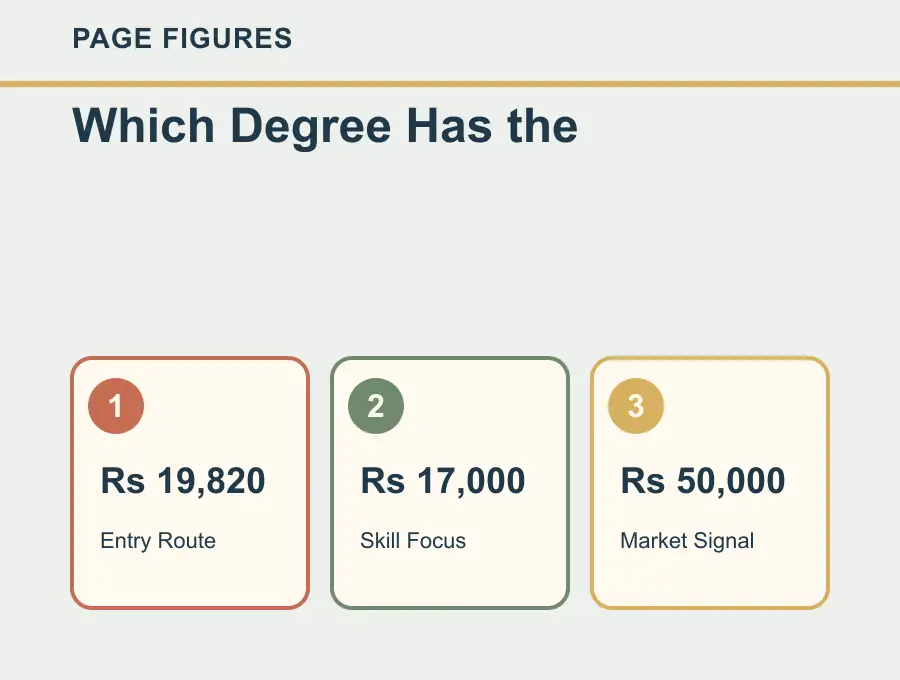 PAGE FIGURES
Which Degree Has the
1
2
3
Rs 19,820
Rs 17,000
Rs 50,000
Entry Route
Skill Focus
Market Signal